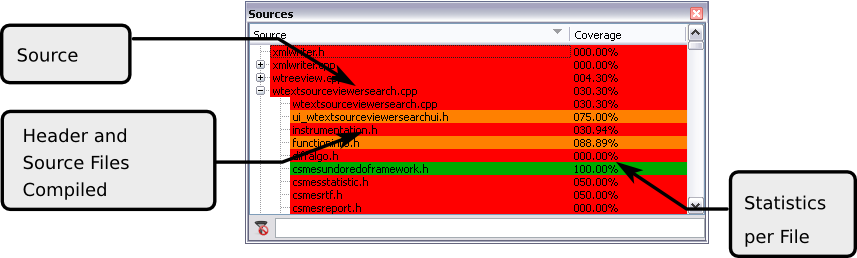 Sources
Source Coverage
xmlwriter.h 000.00%
xmlwriter.cpp 000.00%
wtreeview.cpp 004.30%
wtextsourceviewersearch.cpp 030.30%
wtextsourceviewersearch.cpp 030.30%
ui_wtextsourceviewersearchui.h 075.00%
instrumentation.h 030.94%
functioninfo.h 088.89%
000.00%
csmesundoredoframework.h 100.00%
csmesstatistic.h 050.00%
csmesrtf.h 050.00%
csmesreport.h 000.00%
Source
Header and
Source Files
Compiled
Statistics
per File